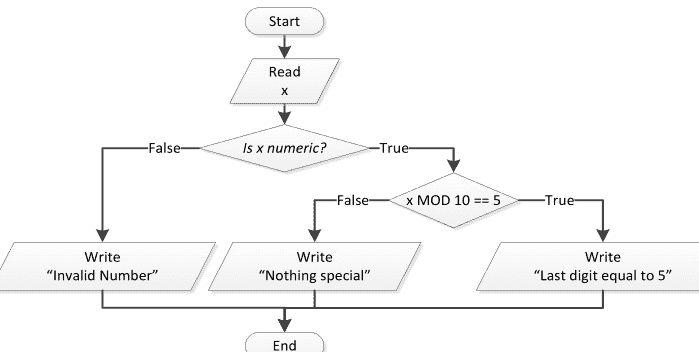 Start
Read
x
False
Is x numeric?
True
False
x MOD 10 == 5
True
Write
“Invalid Number”
Write
“Nothing special”
Write
“Last digit equal to 5”
End